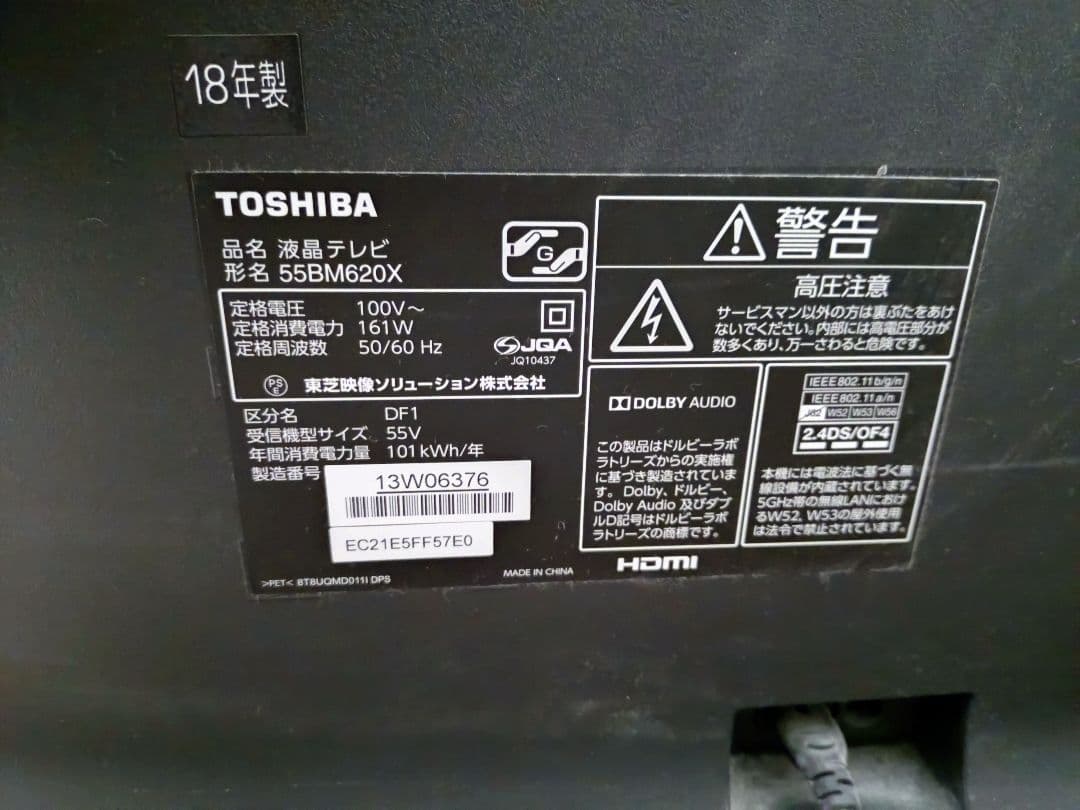 18年製
TOSHIBA
品名 液晶テレビ
形名 55BM620X
G
定格電圧 100V～
定格消費電力 161W
定格周波数 50/60 Hz
JQA
JQ10437
PS
E
東芝映像ソリューション株式会社
区分名 DF1
受信機型サイズ 55V
年間消費電力量 101kWh/年
製造番号
13W06376
EC21E5FF57E0
>PET< 8T8UQMD011I DPS
MADE IN CHINA
警告
高圧注意
サービスマン以外の方は裏ぶたをあけ
ないでください。内部には高電圧部分が
数多くあり、万一さわると危険です。
DOLBY AUDIO
この製品はドルビーラボ
ラトリーズからの実施権
に基づき製造されていま
す。Dolby、ドルビー、
Dolby Audio 及びダブ
ルD記号はドルビーラボ
ラトリーズの商標です。
IEEE802.11b/g/n
IEEE802.11a/n
J52 W52 W53 W56
2.4DS/OF4
本機には電波法に基づく無
線設備が内蔵されています。
5GHz帯の無線LANにおけ
るW52、W53の屋外使用
は法令で禁止されています。
HDMI